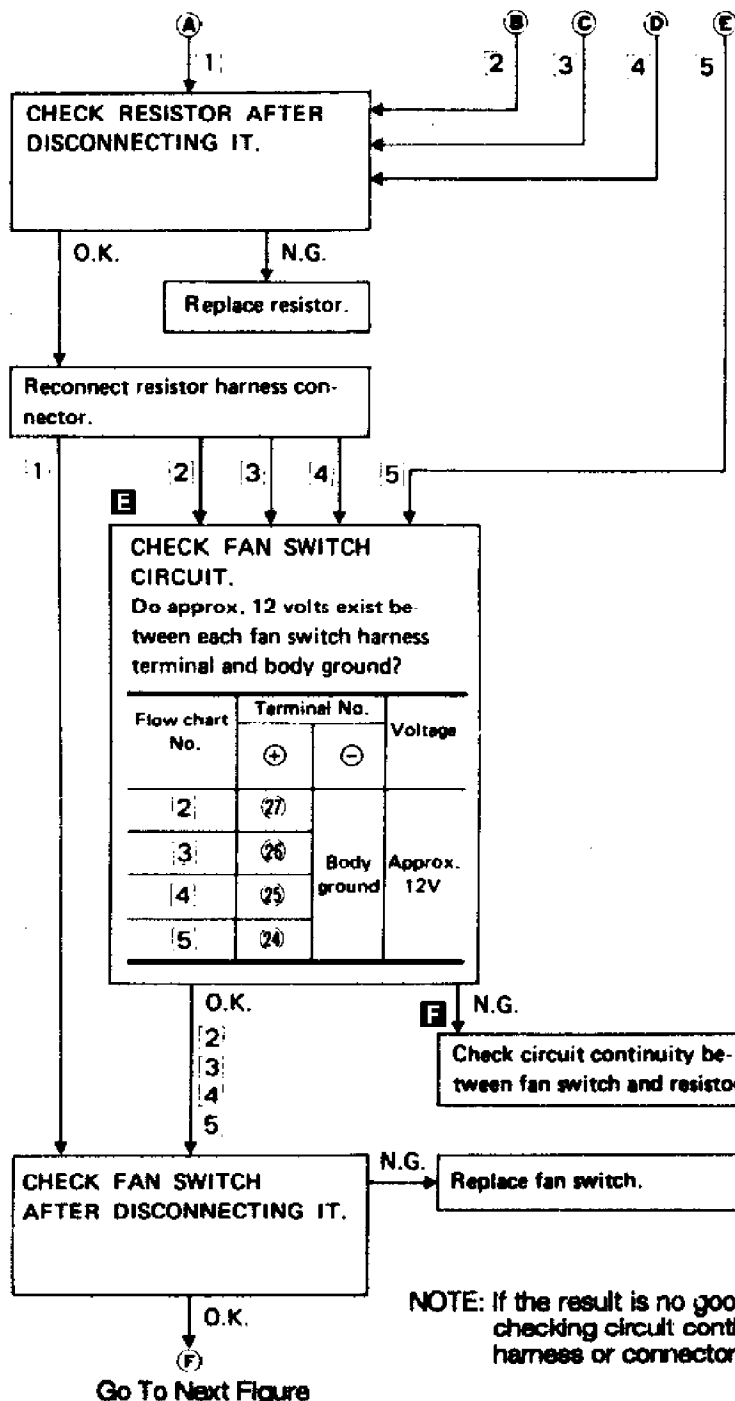 A B C D E
1 2 3 4 5
CHECK RESISTOR AFTER
DISCONNECTING IT.
O.K. N.G.
Replace resistor.
Reconnect resistor harness con-
nector.
1 2 3 4 5
E
CHECK FAN SWITCH
CIRCUIT.
Do approx. 12 volts exist be-
tween each fan switch harness
terminal and body ground?
Flow chart No. Terminal No. Voltage
+ −
2 27
3 26
4 25
5 24
Body ground Approx. 12V
O.K.
2
3
4
5
F N.G.
Check circuit continuity be-
tween fan switch and
CHECK FAN SWITCH
AFTER DISCONNECTING IT.
N.G. Replace fan switch.
O.K.
F
Go To Next Figure
NOTE: If the result is no
checking circuit
harness or